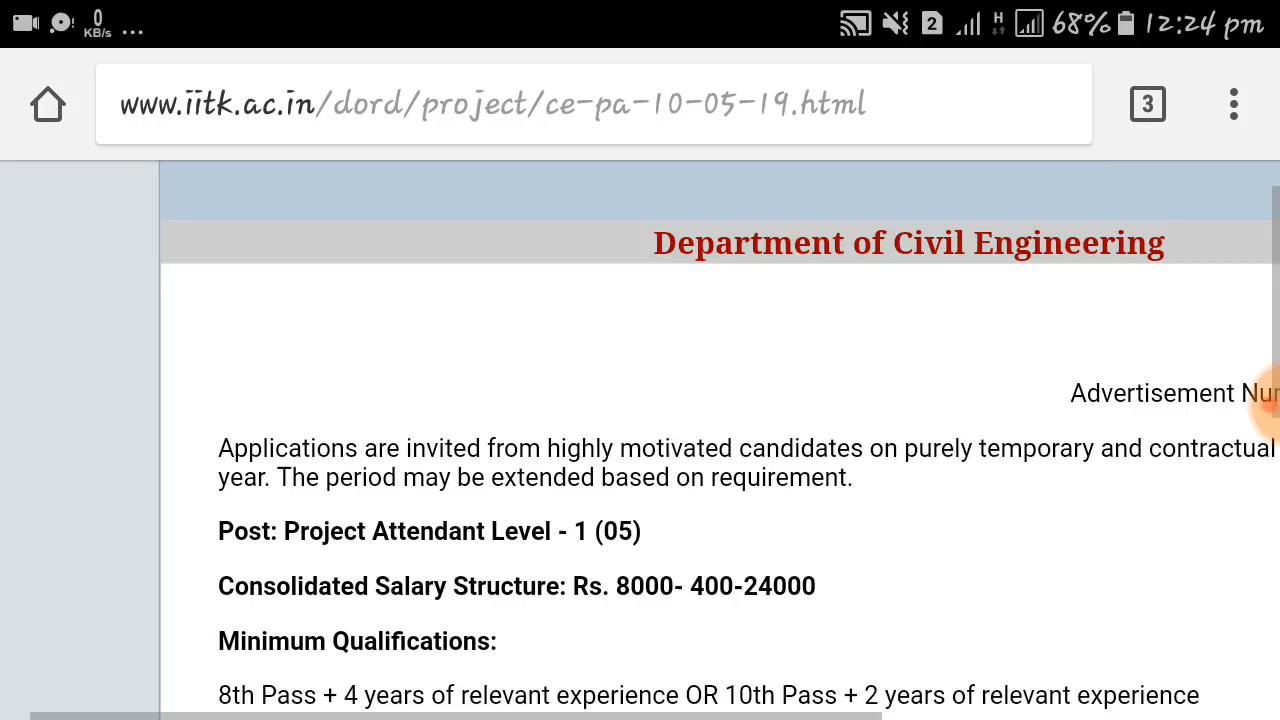 0
KB/s ...
2 H 68% 12:24 pm
www.iitk.ac.in/dord/project/ce-pa-10-05-19.html
3
Department of Civil Engineering
Advertisement
Applications are invited from highly motivated candidates on purely temporary and contractual
year. The period may be extended based on requirement.
Post: Project Attendant Level - 1 (05)
Consolidated Salary Structure: Rs. 8000- 400-24000
Minimum Qualifications:
8th Pass + 4 years of relevant experience OR 10th Pass + 2 years of relevant experience